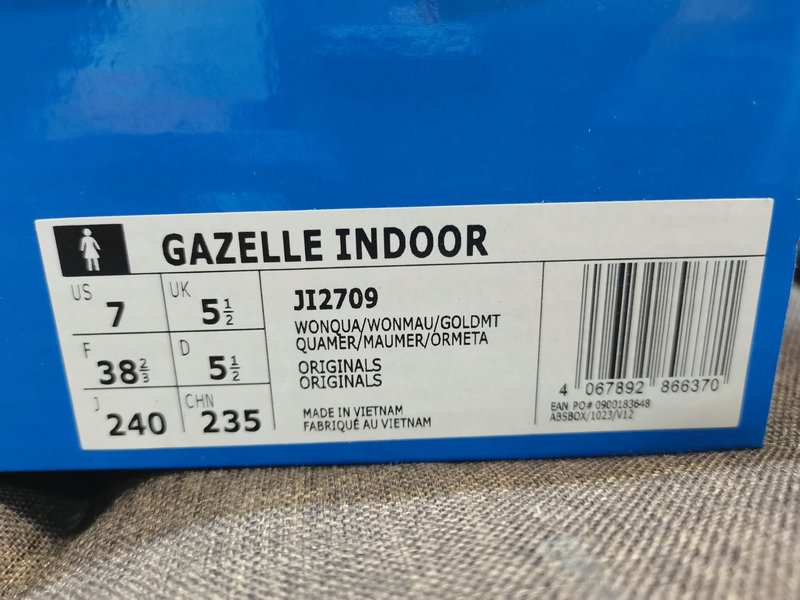 GAZELLE INDOOR
US 7 UK 5 1/2
F 38 2/3 D 5 1/2
J 240 CHN 235
JI2709
WONQUA/WONMAU/GOLDMT
QUAMER/MAUMER/ORMETA
ORIGINALS
ORIGINALS
MADE IN VIETNAM
FABRIQUÉ AU VIETNAM
4 067892 866370
EAN PO# 0900183648
ABSBOX/1023/V12